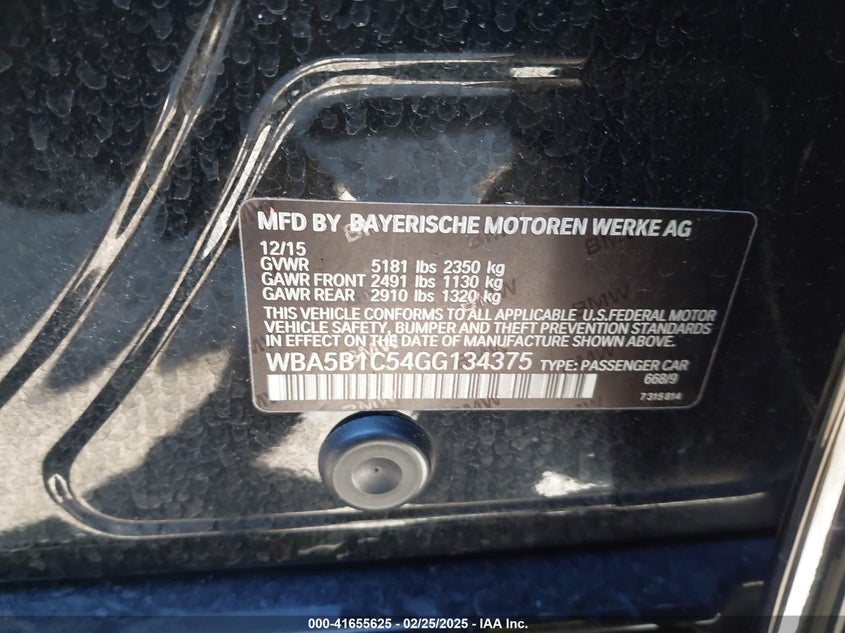 MFD BY BAYERISCHE MOTOREN WERKE AG
12/15
GVWR 5181 lbs 2350 kg
GAWR FRONT 2491 lbs 1130 kg
GAWR REAR 2910 lbs 1320 kg
THIS VEHICLE CONFORMS TO ALL APPLICABLE U.S.FEDERAL MOTOR
VEHICLE SAFETY, BUMPER AND THEFT PREVENTION STANDARDS
IN EFFECT ON THE DATE OF MANUFACTURE SHOWN ABOVE.
WBA5B1C54GG134375 TYPE: PASSENGER CAR
668/9
7 315 814
000-41655625 - 02/25/2025 - IAA Inc.